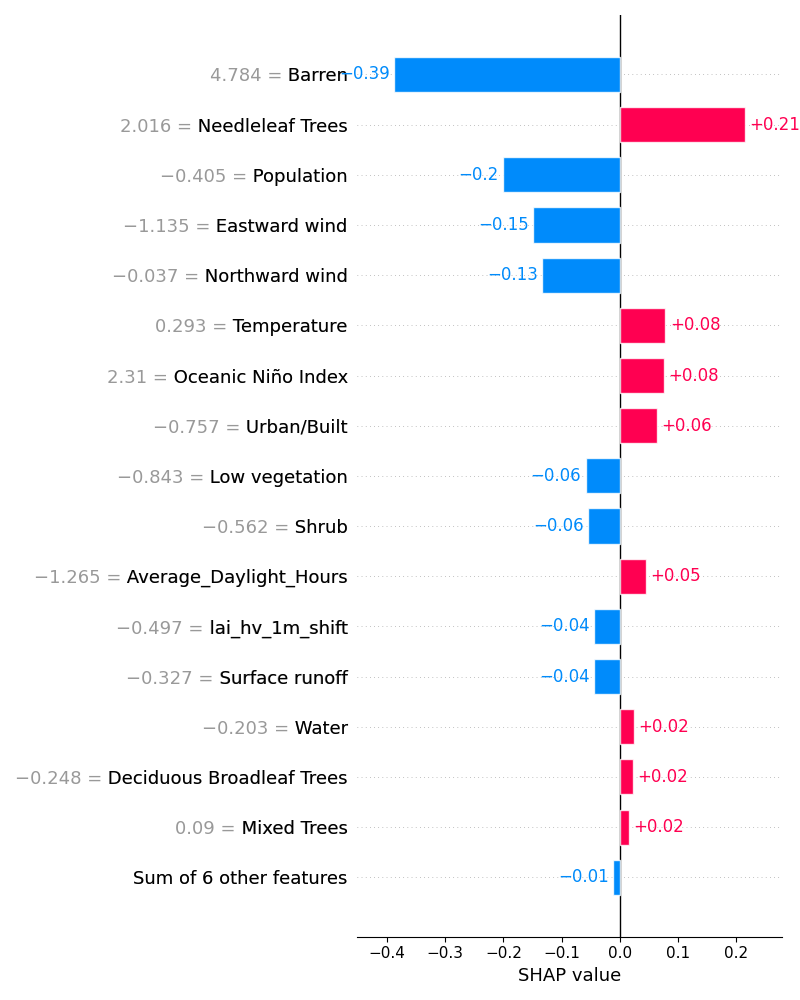 4.784 = Barren −0.39
2.016 = Needleleaf Trees +0.21
−0.405 = Population −0.2
−1.135 = Eastward wind −0.15
−0.037 = Northward wind −0.13
0.293 = Temperature +0.08
2.31 = Oceanic Niño Index +0.08
−0.757 = Urban/Built +0.06
−0.843 = Low vegetation −0.06
−0.562 = Shrub −0.06
−1.265 = Average_Daylight_Hours +0.05
−0.497 = lai_hv_1m_shift −0.04
−0.327 = Surface runoff −0.04
−0.203 = Water +0.02
−0.248 = Deciduous Broadleaf Trees +0.02
0.09 = Mixed Trees +0.02
Sum of 6 other features −0.01
−0.4 −0.3 −0.2 −0.1 0.0 0.1 0.2
SHAP value